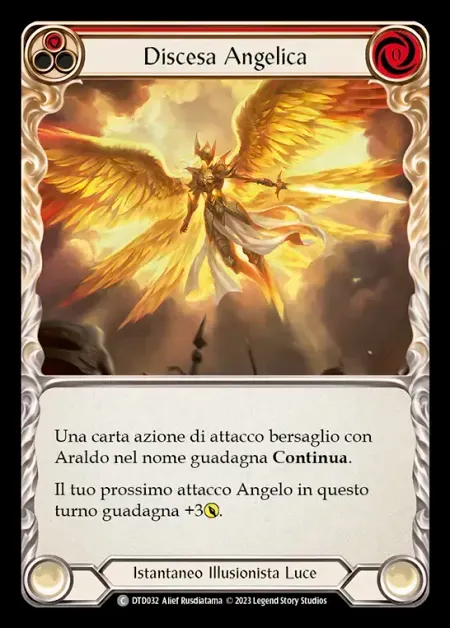 Discesa Angelica
0
Una carta azione di attacco bersaglio con
Araldo nel nome guadagna Continua.
Il tuo prossimo attacco Angelo in questo
turno guadagna +3.
Istantaneo Illusionista Luce
C DTD032 Alief Rusdiatama © 2023 Legend Story Studios